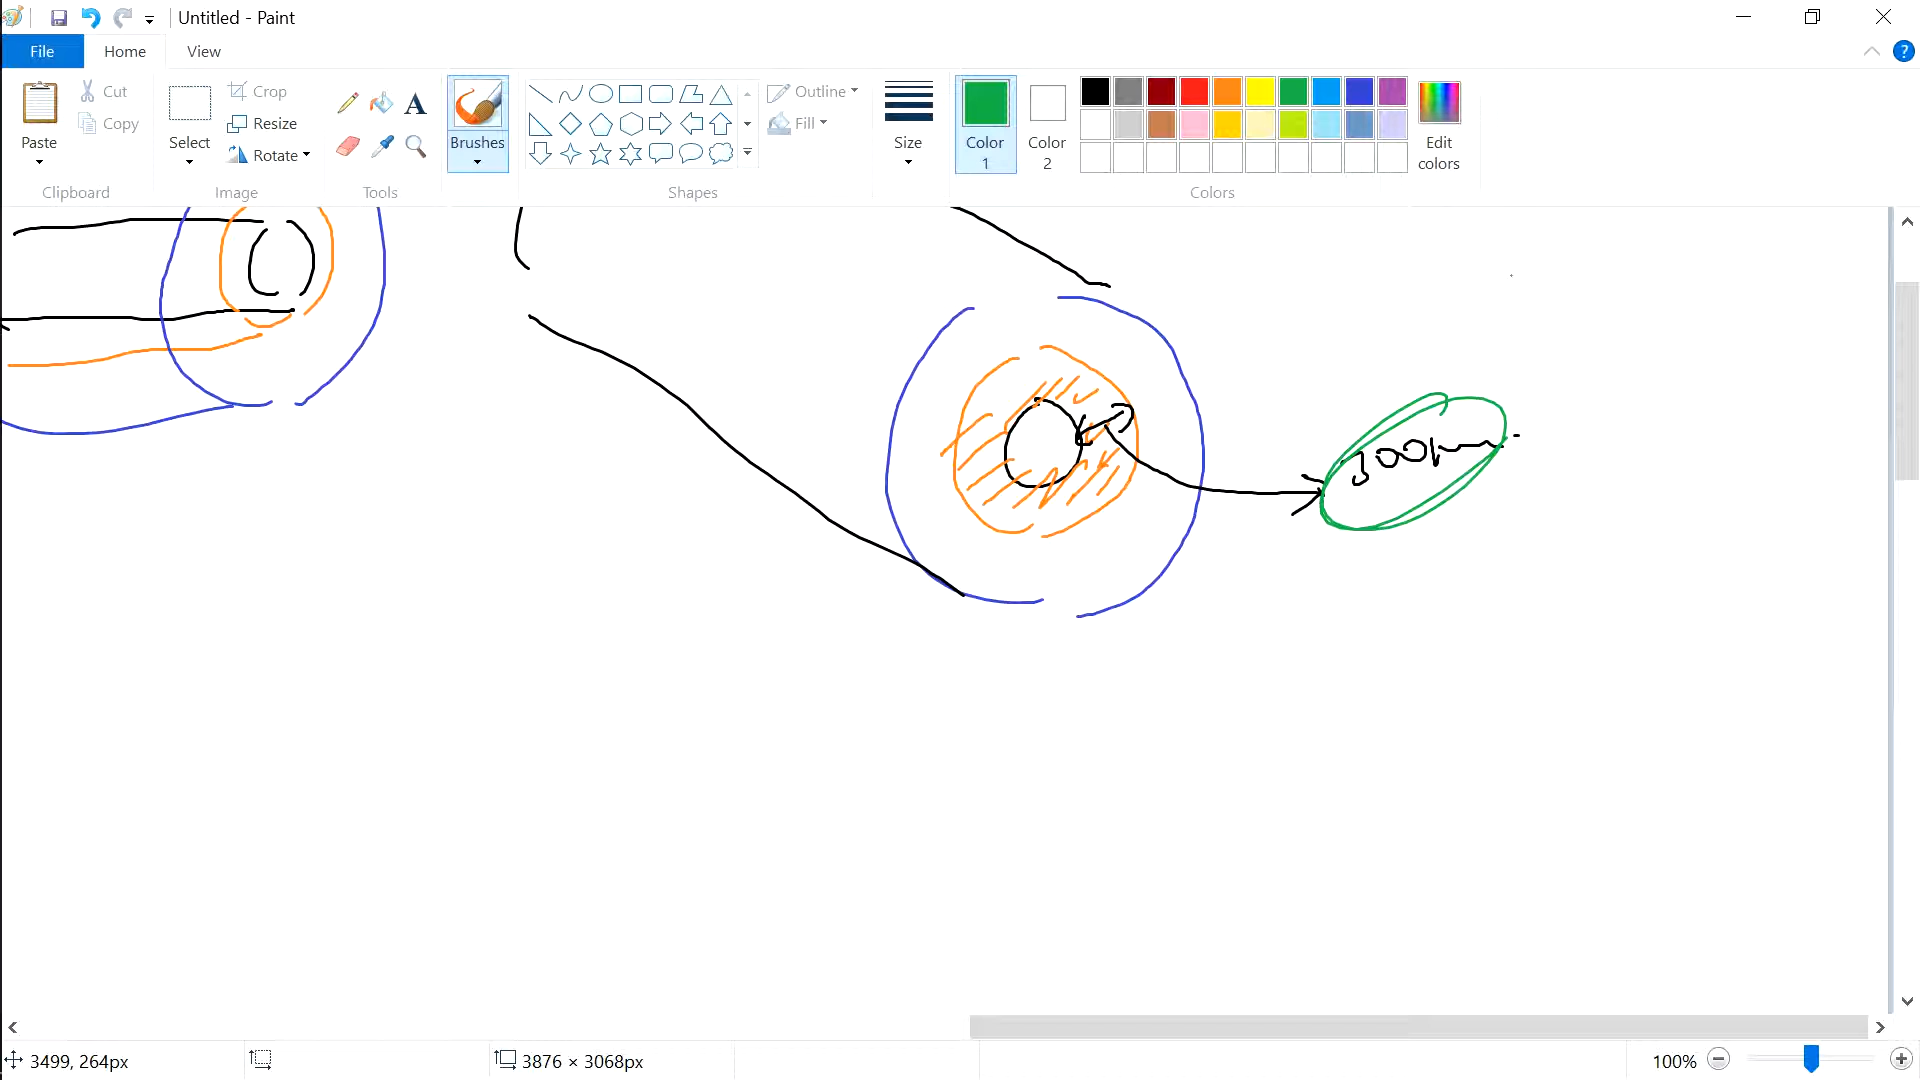 Untitled - Paint
File
Home
View
Paste
Cut
Copy
Clipboard
Select
Crop
Resize
Rotate
Image
Tools
Brushes
Shapes
Outline
Fill
Size
Color
1
Color
2
Edit
colors
Colors
300
3499, 264px
3876 × 3068px
100%